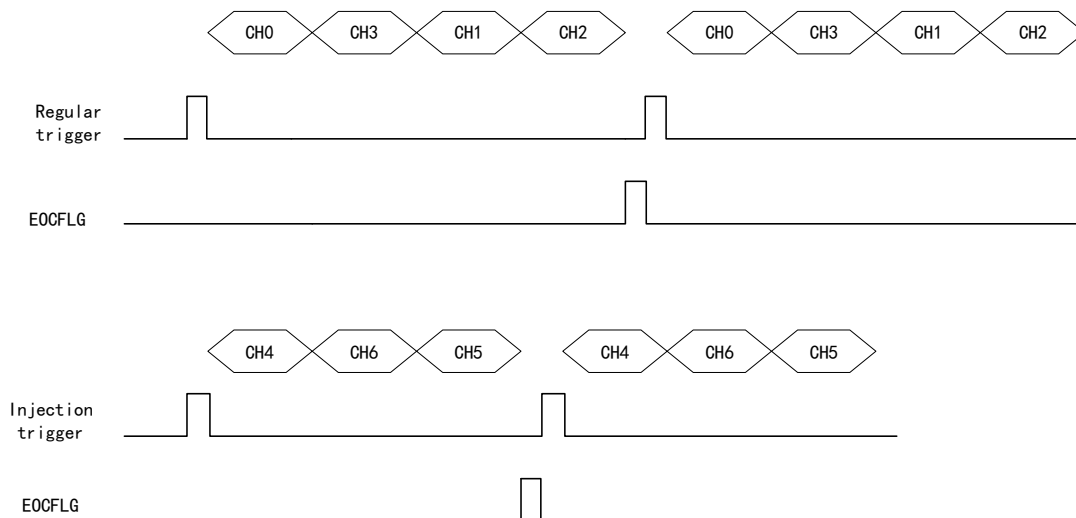 CH0 CH3 CH1 CH2 CH0 CH3 CH1 CH2
Regular
trigger
EOCFLG
CH4 CH6 CH5 CH4 CH6 CH5
Injection
trigger
EOCFLG